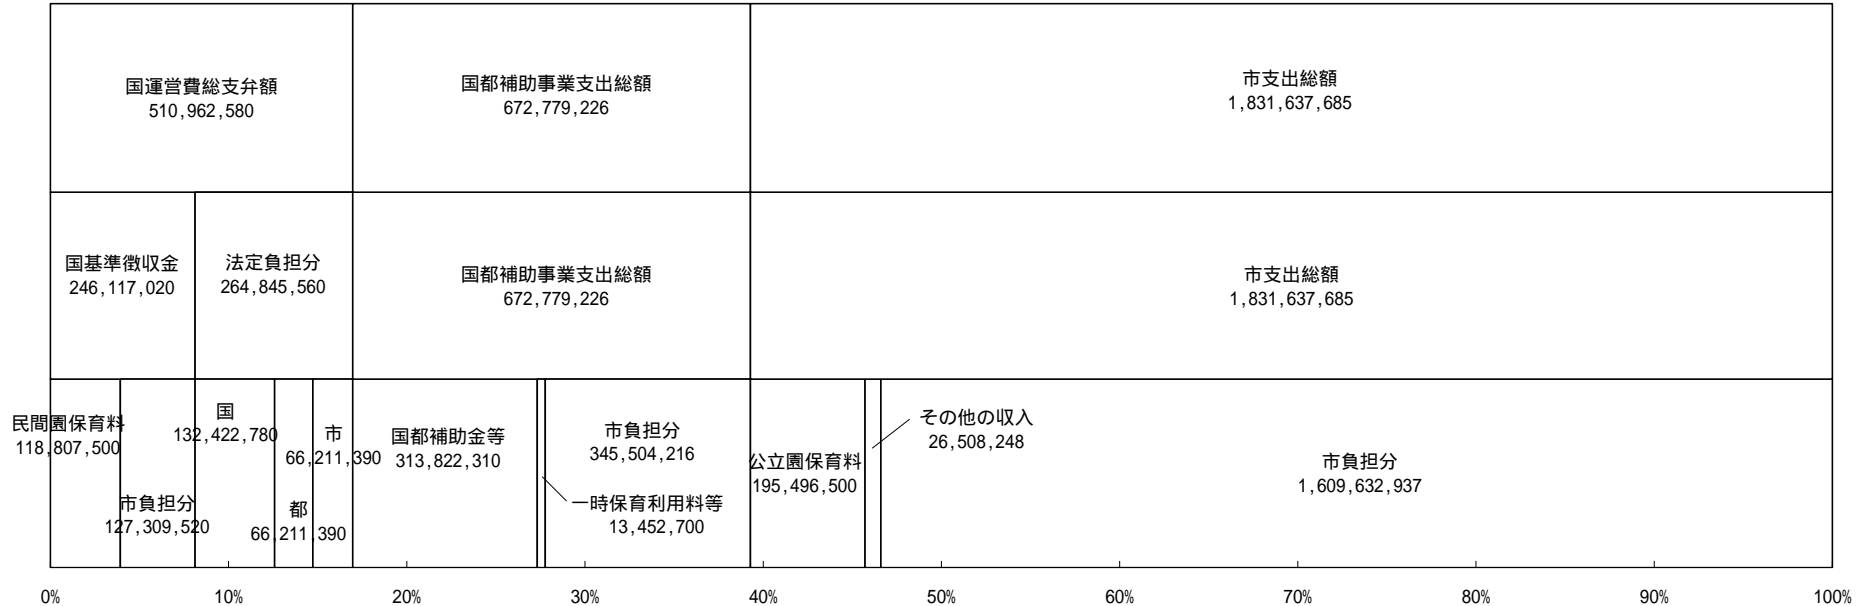 国運営費総支弁額
510,962,580
国都補助事業支出総額
672,779,226
市支出総額
1,831,637,685
国基準徴収金
246,117,020
法定負担分
264,845,560
国都補助事業支出総額
672,779,226
市支出総額
1,831,637,685
民間園保育料
118,807,500
市負担分
127,309,520
国
132,422,780
都
66,211,390
市
66,211,390
国都補助金等
313,822,310
一時保育利用料等
13,452,700
市負担分
345,504,216
公立園保育料
195,496,500
その他の収入
26,508,248
市負担分
1,609,632,937
0%
10%
20%
30%
40%
50%
60%
70%
80%
90%
100%